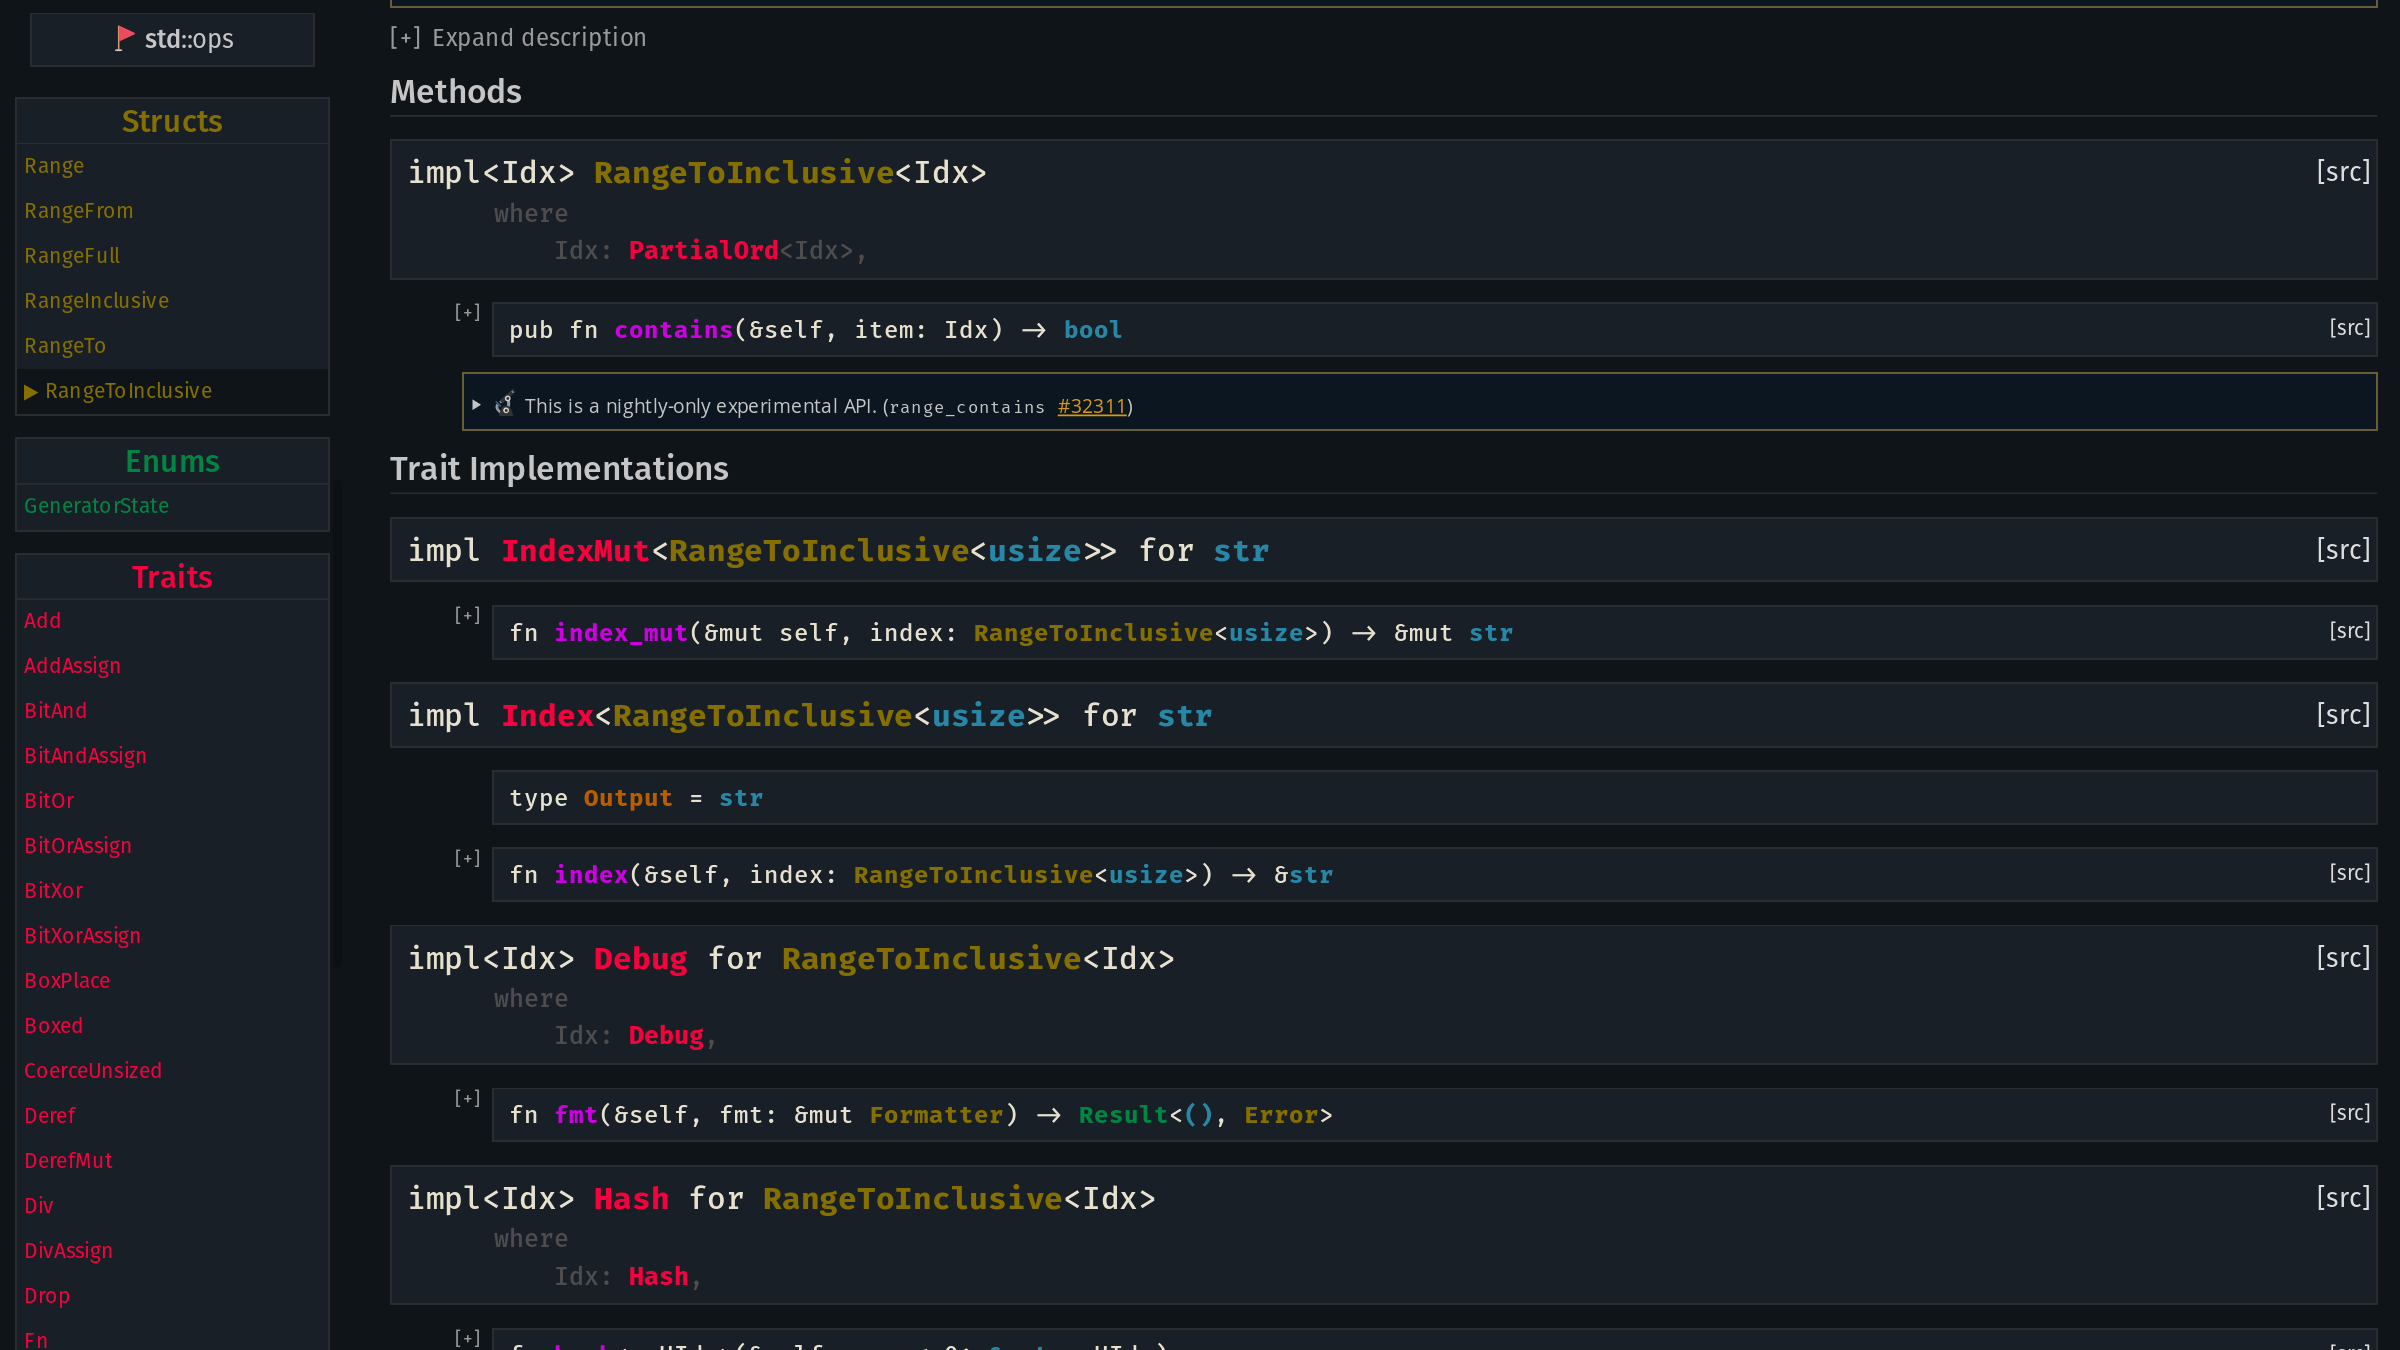 std::ops
Structs
Range
RangeFrom
RangeFull
RangeInclusive
RangeTo
▶ RangeToInclusive
Enums
GeneratorState
Traits
Add
AddAssign
BitAnd
BitAndAssign
BitOr
BitOrAssign
BitXor
BitXorAssign
BoxPlace
Boxed
CoerceUnsized
Deref
DerefMut
Div
DivAssign
Drop
Fn
[+] Expand description
Methods
impl<Idx> RangeToInclusive<Idx> [src]
where
Idx: PartialOrd<Idx>,
[+] pub fn contains(&self, item: Idx) -> bool [src]
▶ This is a nightly-only experimental API. (range_contains #32311)
Trait Implementations
impl IndexMut<RangeToInclusive<usize>> for str [src]
[+] fn index_mut(&mut self, index: RangeToInclusive<usize>) -> &mut str [src]
impl Index<RangeToInclusive<usize>> for str [src]
type Output = str
[+] fn index(&self, index: RangeToInclusive<usize>) -> &str [src]
impl<Idx> Debug for RangeToInclusive<Idx> [src]
where
Idx: Debug,
[+] fn fmt(&self, fmt: &mut Formatter) -> Result<(), Error> [src]
impl<Idx> Hash for RangeToInclusive<Idx> [src]
where
Idx: Hash,
[+]